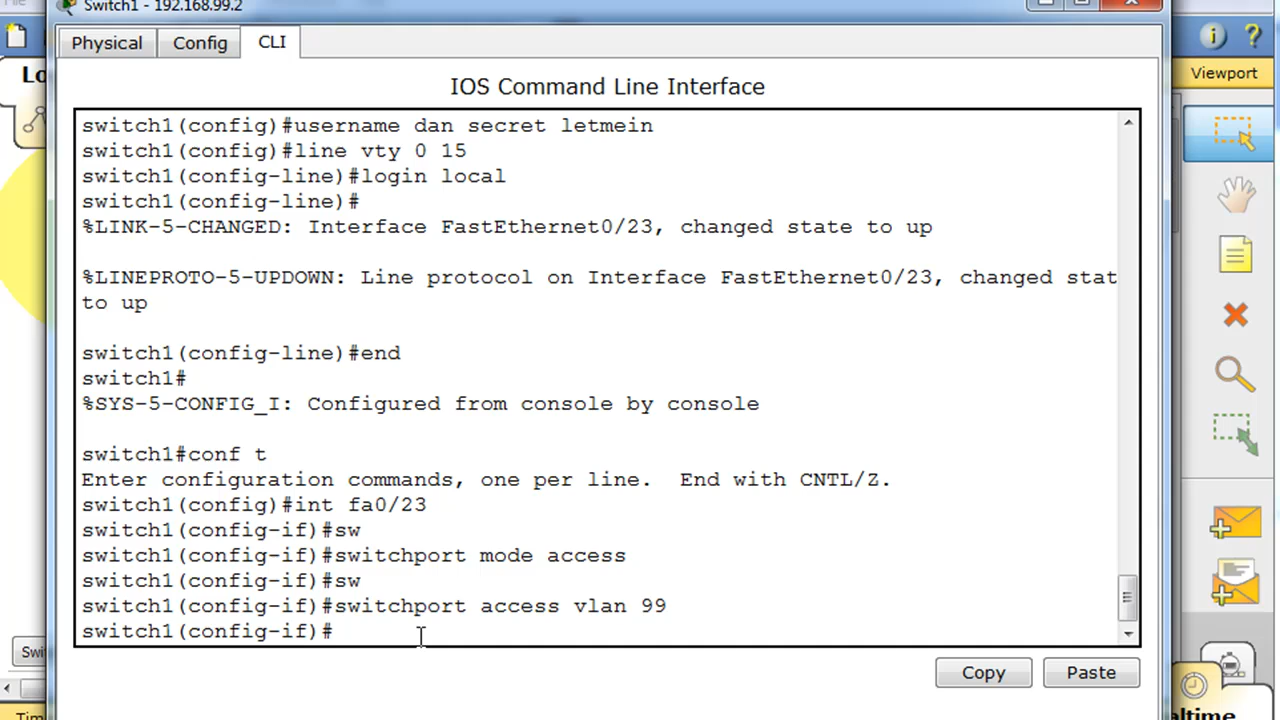 Switch1 - 192.168.99.2
Physical
Config
CLI
Viewport
IOS Command Line Interface
switch1(config)#username dan secret letmein
switch1(config)#line vty 0 15
switch1(config-line)#login local
switch1(config-line)#
%LINK-5-CHANGED: Interface FastEthernet0/23, changed state to up
%LINEPROTO-5-UPDOWN: Line protocol on Interface FastEthernet0/23, changed stat
to up
switch1(config-line)#end
switch1#
%SYS-5-CONFIG_I: Configured from console by console
switch1#conf t
Enter configuration commands, one per line.  End with CNTL/Z.
switch1(config)#int fa0/23
switch1(config-if)#sw
switch1(config-if)#switchport mode access
switch1(config-if)#sw
switch1(config-if)#switchport access vlan 99
switch1(config-if)#
Copy
Paste
Lo
Swi
Tim
ltime